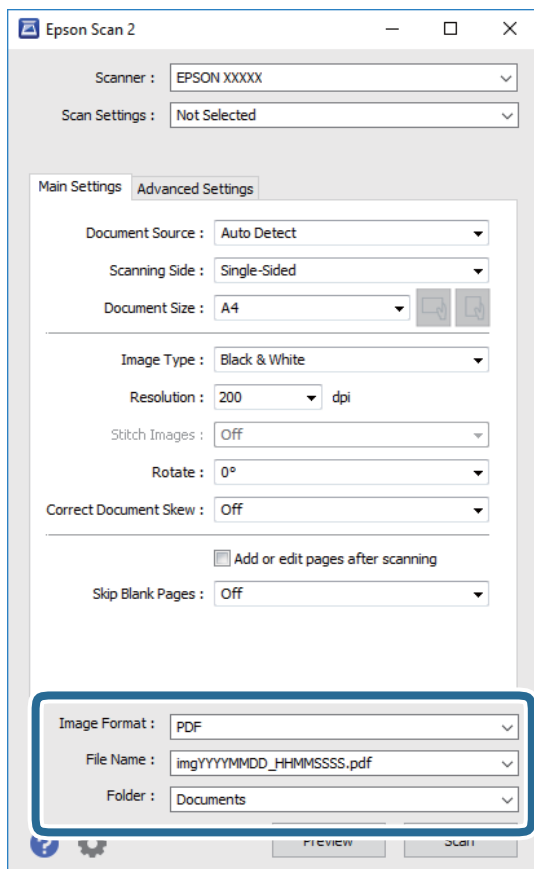 Epson Scan 2
Scanner : EPSON XXXXX
Scan Settings : Not Selected
Main Settings Advanced Settings
Document Source : Auto Detect
Scanning Side : Single-Sided
Document Size : A4
Image Type : Black & White
Resolution : 200 dpi
Stitch Images : Off
Rotate : 0°
Correct Document Skew : Off
Add or edit pages after scanning
Skip Blank Pages : Off
Image Format : PDF
File Name : imgYYYYMMDD_HHMMSSSS.pdf
Folder : Documents
? Preview Scan